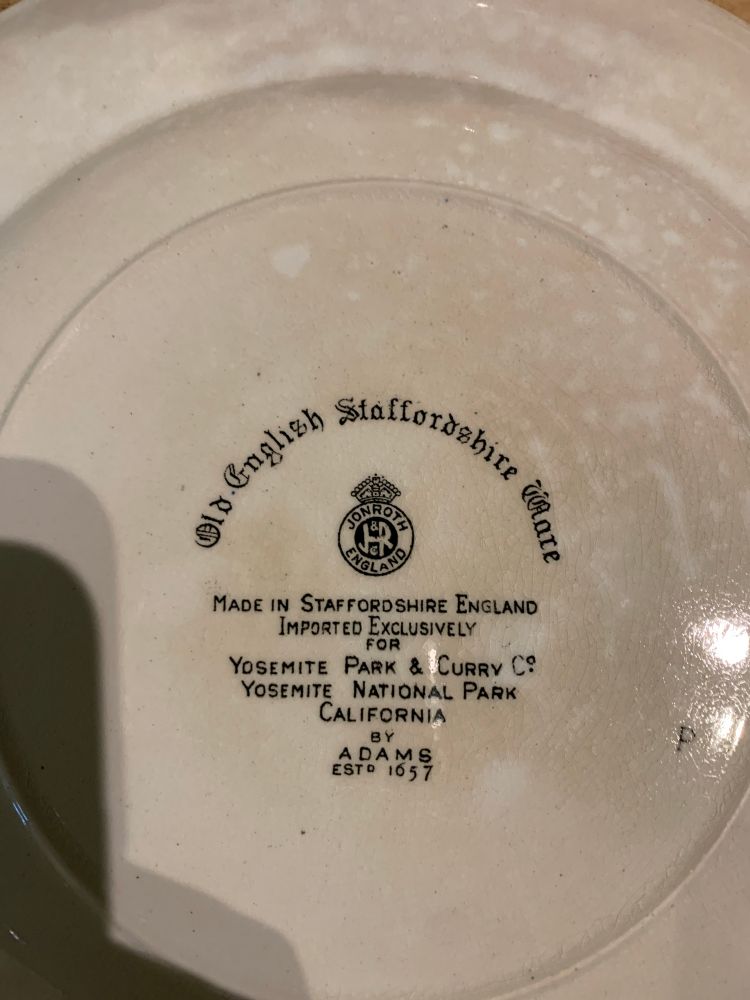 Old English Staffordshire Ware
JONROTH
J&R
Co
ENGLAND
MADE IN STAFFORDSHIRE ENGLAND
IMPORTED EXCLUSIVELY
FOR
YOSEMITE PARK & CURRY Co
YOSEMITE NATIONAL PARK
CALIFORNIA
BY
ADAMS
ESTD 1657
P